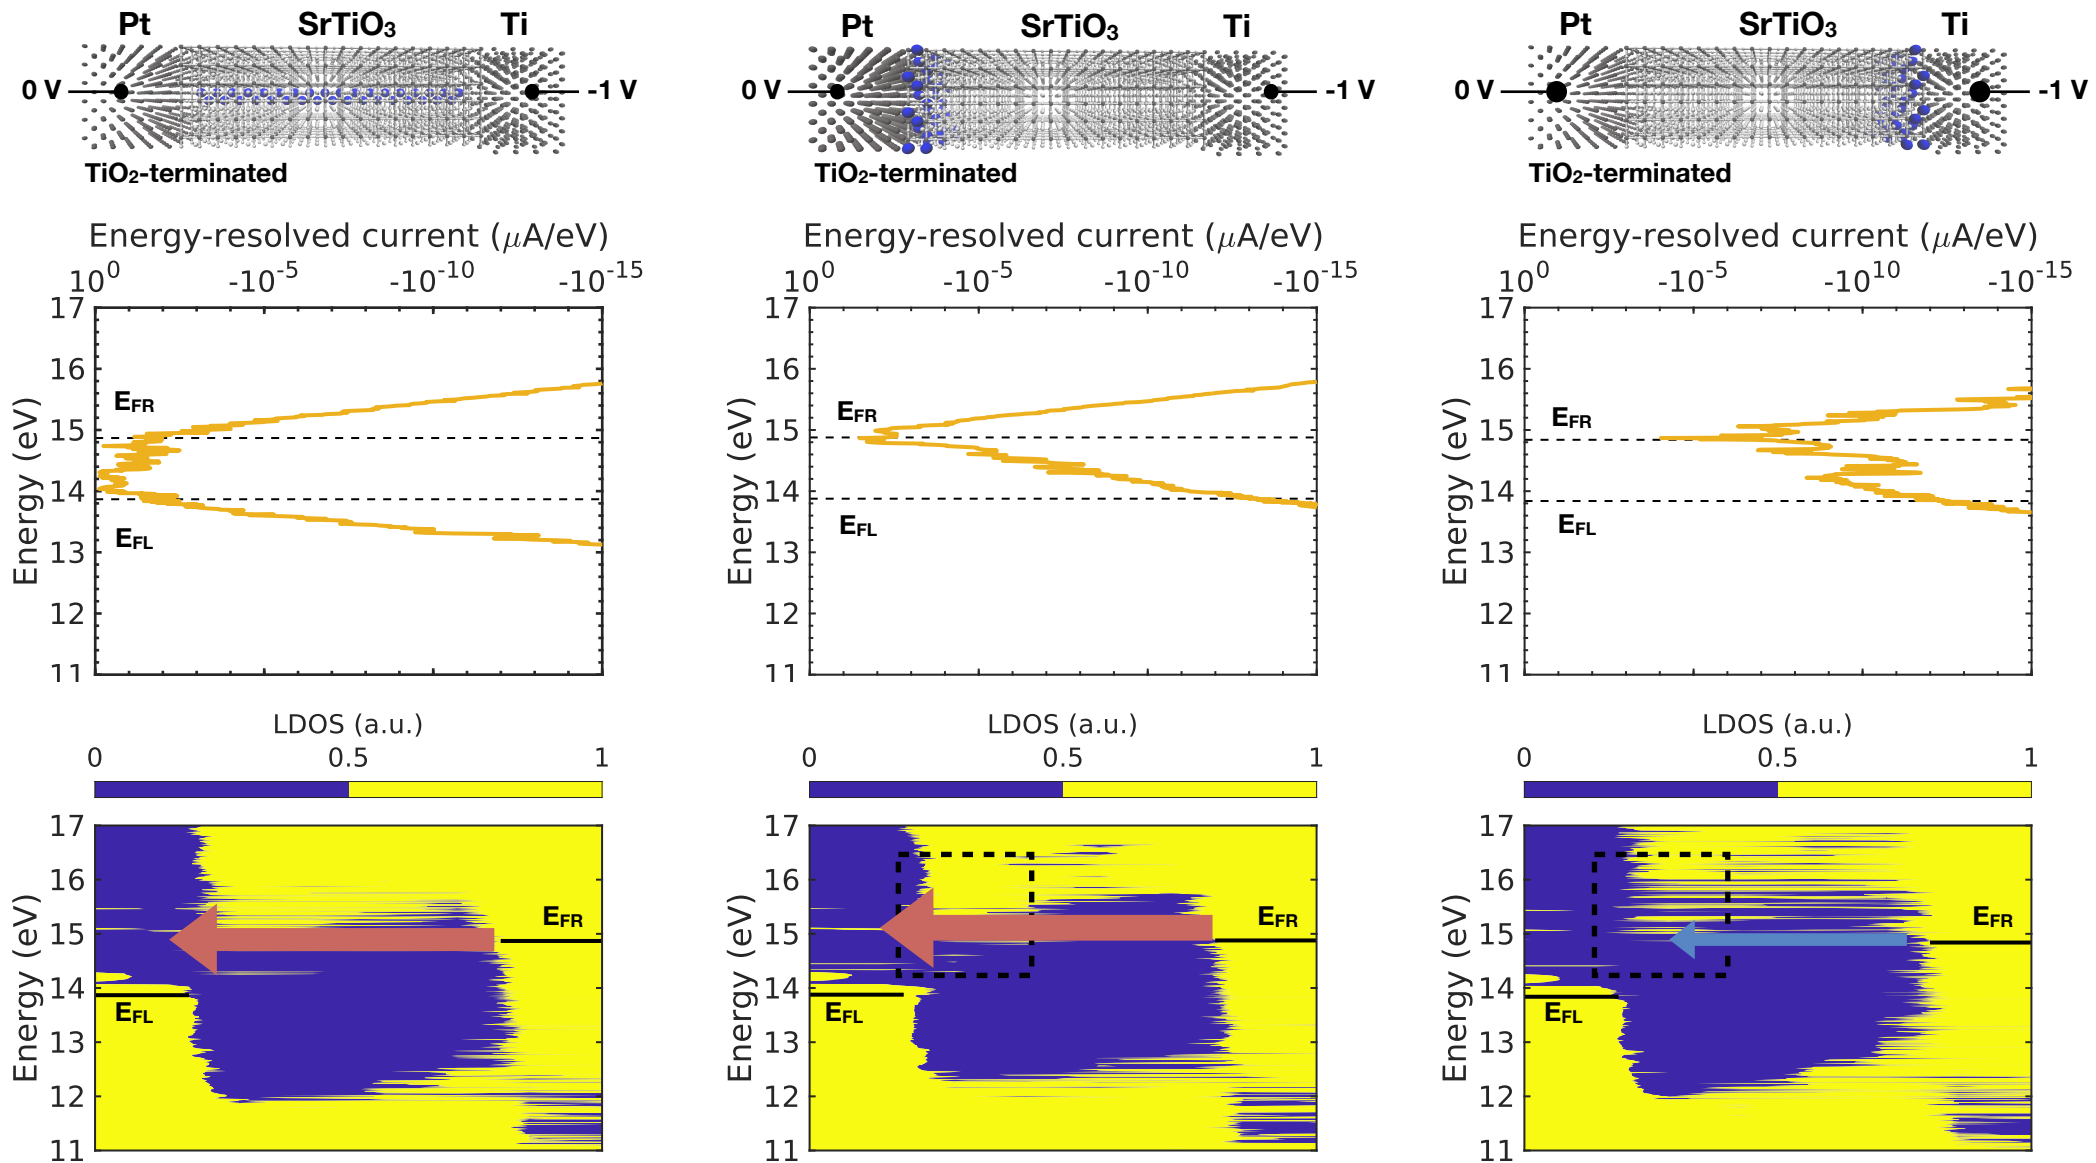 Pt SrTiO3 Ti
0 V -1 V
TiO2-terminated
Pt SrTiO3 Ti
0 V -1 V
TiO2-terminated
Pt SrTiO3 Ti
0 V -1 V
TiO2-terminated
Energy-resolved current (μA/eV)
10^0 -10^-5 -10^-10 -10^-15
17
16
15
14
13
12
11
Energy (eV)
EFR
EFL
Energy-resolved current (μA/eV)
10^0 -10^-5 -10^-10 -10^-15
17
16
15
14
13
12
11
Energy (eV)
EFR
EFL
Energy-resolved current (μA/eV)
10^0 -10^-5 -10^-10 -10^-15
17
16
15
14
13
12
11
Energy (eV)
EFR
EFL
LDOS (a.u.)
0 0.5 1
17
16
15
14
13
12
11
Energy (eV)
EFR
EFL
LDOS (a.u.)
0 0.5 1
17
16
15
14
13
12
11
Energy (eV)
EFR
EFL
LDOS (a.u.)
0 0.5 1
17
16
15
14
13
12
11
Energy (eV)
EFR
EFL